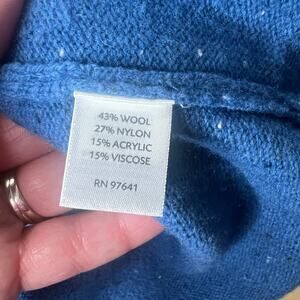 43% WOOL
27% NYLON
15% ACRYLIC
15% VISCOSE
RN 97641